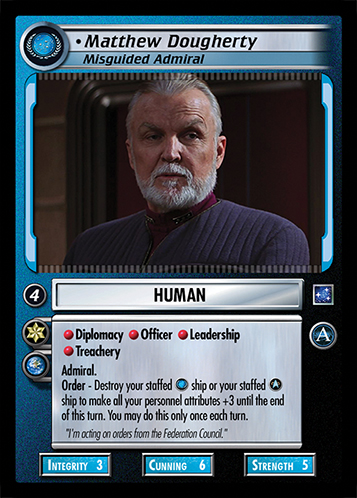 • Matthew Dougherty
Misguided Admiral
4
HUMAN
Diplomacy Officer Leadership
Treachery
A
Admiral.
Order - Destroy your staffed ship or your staffed
ship to make all your personnel attributes +3 until the end
of this turn. You may do this only once each turn.
"I'm acting on orders from the Federation Council."
INTEGRITY 3 CUNNING 6 STRENGTH 5